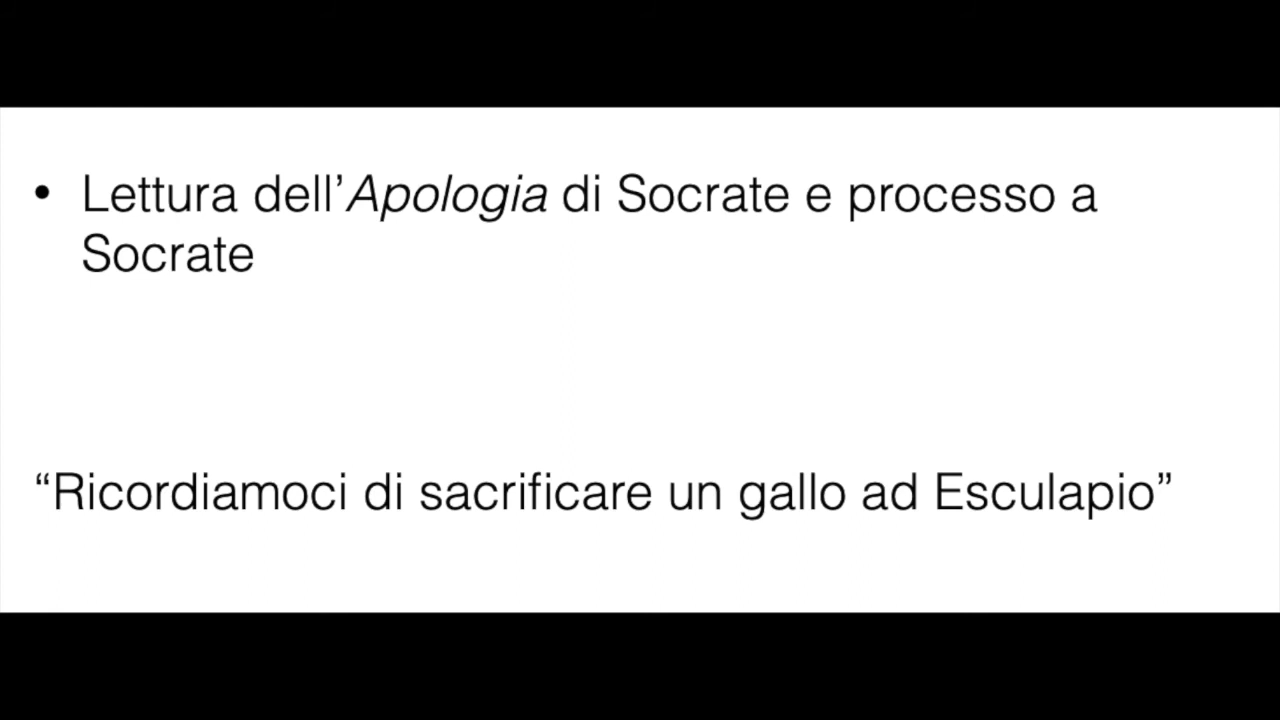 • Lettura dell’Apologia di Socrate e processo a
Socrate
“Ricordiamoci di sacrificare un gallo ad Esculapio”